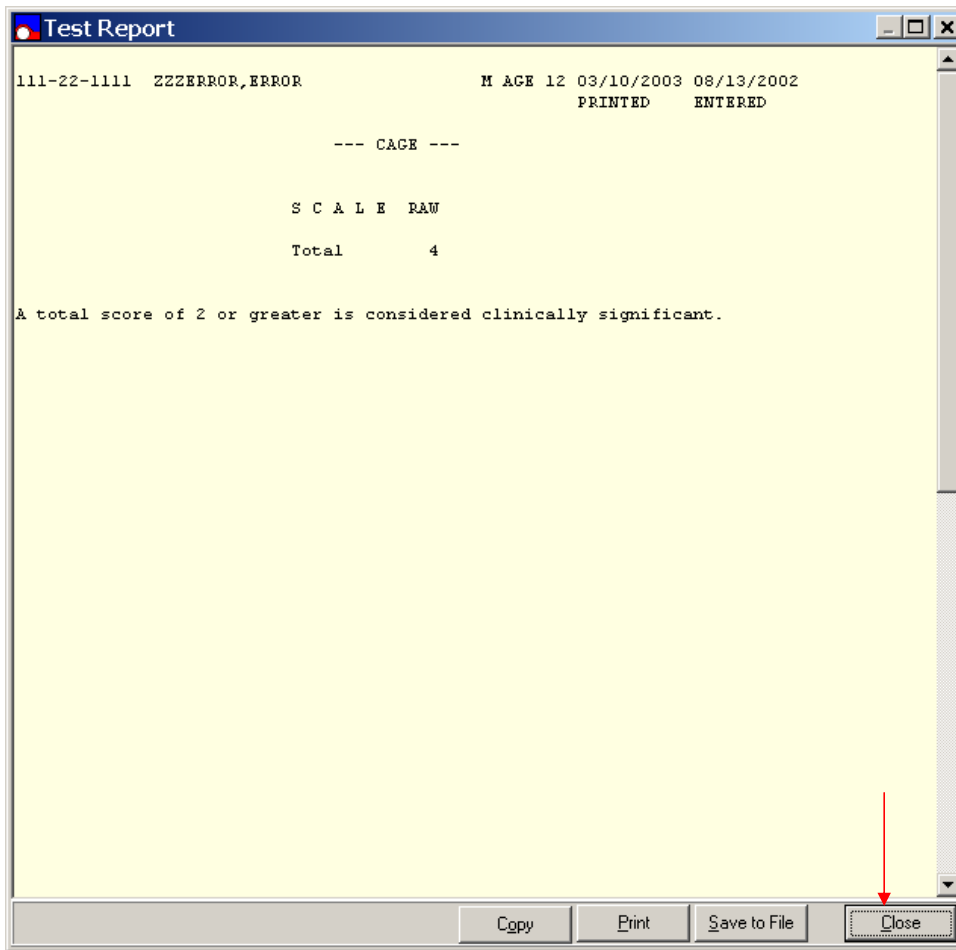 Test Report
111-22-1111 ZZZERROR,ERROR M AGE 12 03/10/2003 08/13/2002
PRINTED ENTERED
--- CAGE ---
S C A L E RAW
Total 4
A total score of 2 or greater is considered clinically significant.
Copy Print Save to File Close